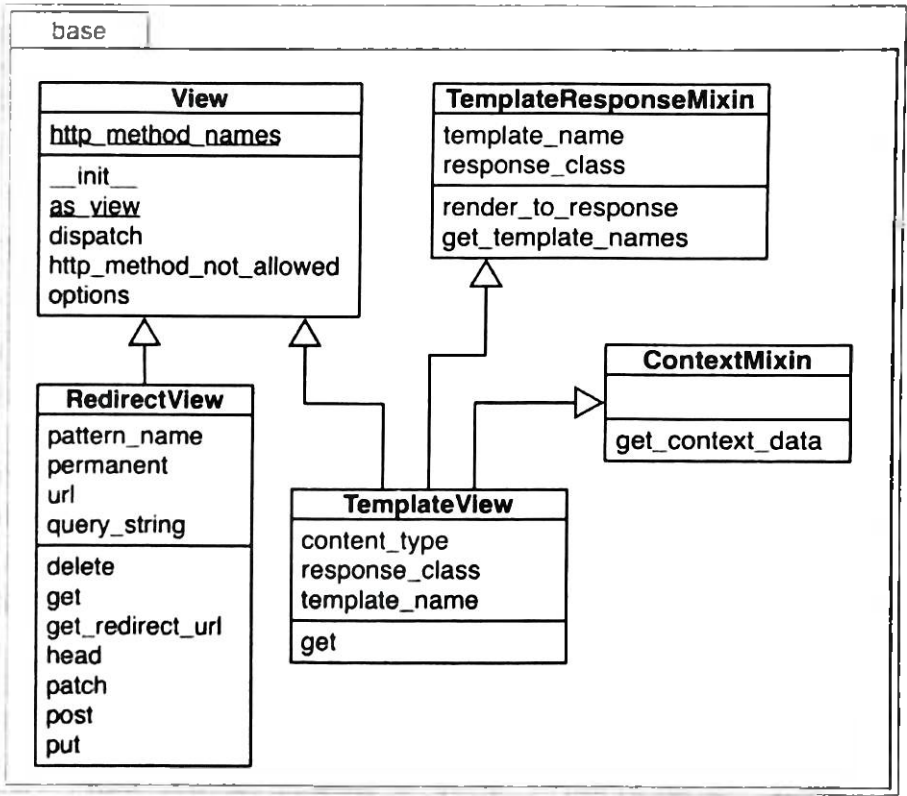 base
View
http_method_names
__init__
as_view
dispatch
http_method_not_allowed
options
TemplateResponseMixin
template_name
response_class
render_to_response
get_template_names
ContextMixin
get_context_data
RedirectView
pattern_name
permanent
url
query_string
delete
get
get_redirect_url
head
patch
post
put
TemplateView
content_type
response_class
template_name
get